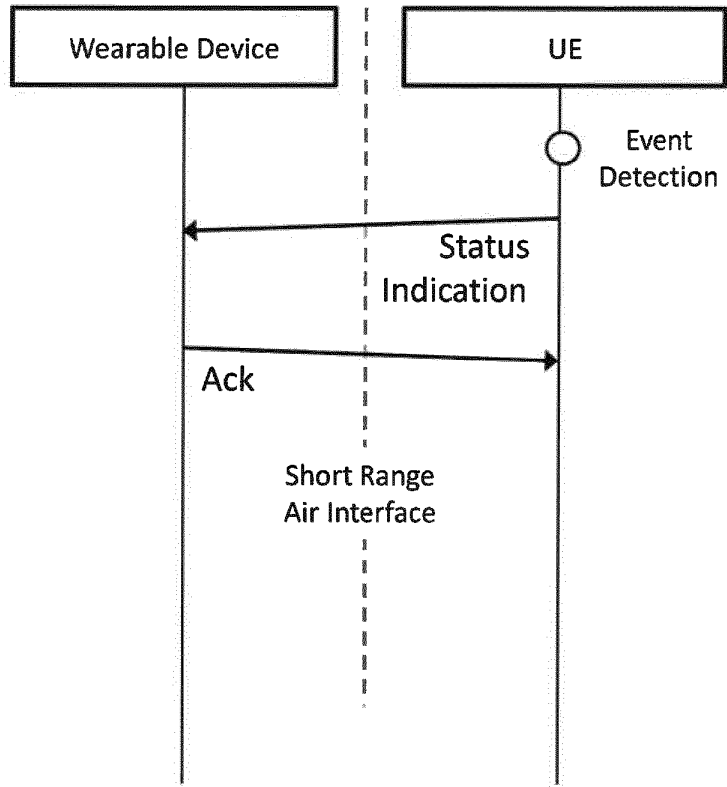 Wearable Device
UE
Event
Detection
Status
Indication
Ack
Short Range
Air Interface